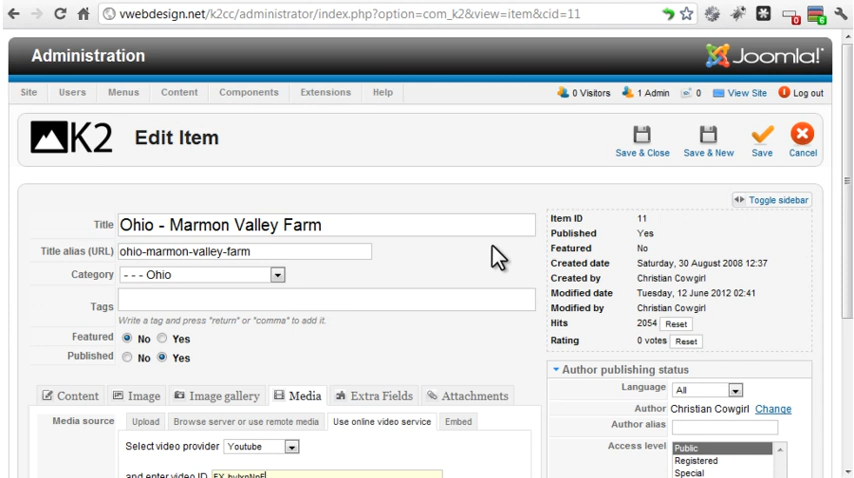 vwebdesign.net/k2cc/administrator/index.php?option=com_k2&view=item&cid=11
0 6
Administration Joomla!
Site Users Menus Content Components Extensions Help 0 Visitors 1 Admin 0 View Site Log out
K2 Edit Item Save & Close Save & New Save Cancel
Toggle sidebar
Title Ohio - Marmon Valley Farm
Title alias (URL) ohio-marmon-valley-farm
Category - - - Ohio
Tags
Write a tag and press "return" or "comma" to add it.
Featured No Yes
Published No Yes
Item ID 11
Published Yes
Featured No
Created date Saturday, 30 August 2008 12:37
Created by Christian Cowgirl
Modified date Tuesday, 12 June 2012 02:41
Modified by Christian Cowgirl
Hits 2054 Reset
Rating 0 votes Reset
Content Image Image gallery Media Extra Fields Attachments
Media source Upload Browse server or use remote media Use online video service Embed
Select video provider Youtube
and enter video ID
Author publishing status
Language All
Author Christian Cowgirl Change
Author alias
Access level Public
Registered
Special